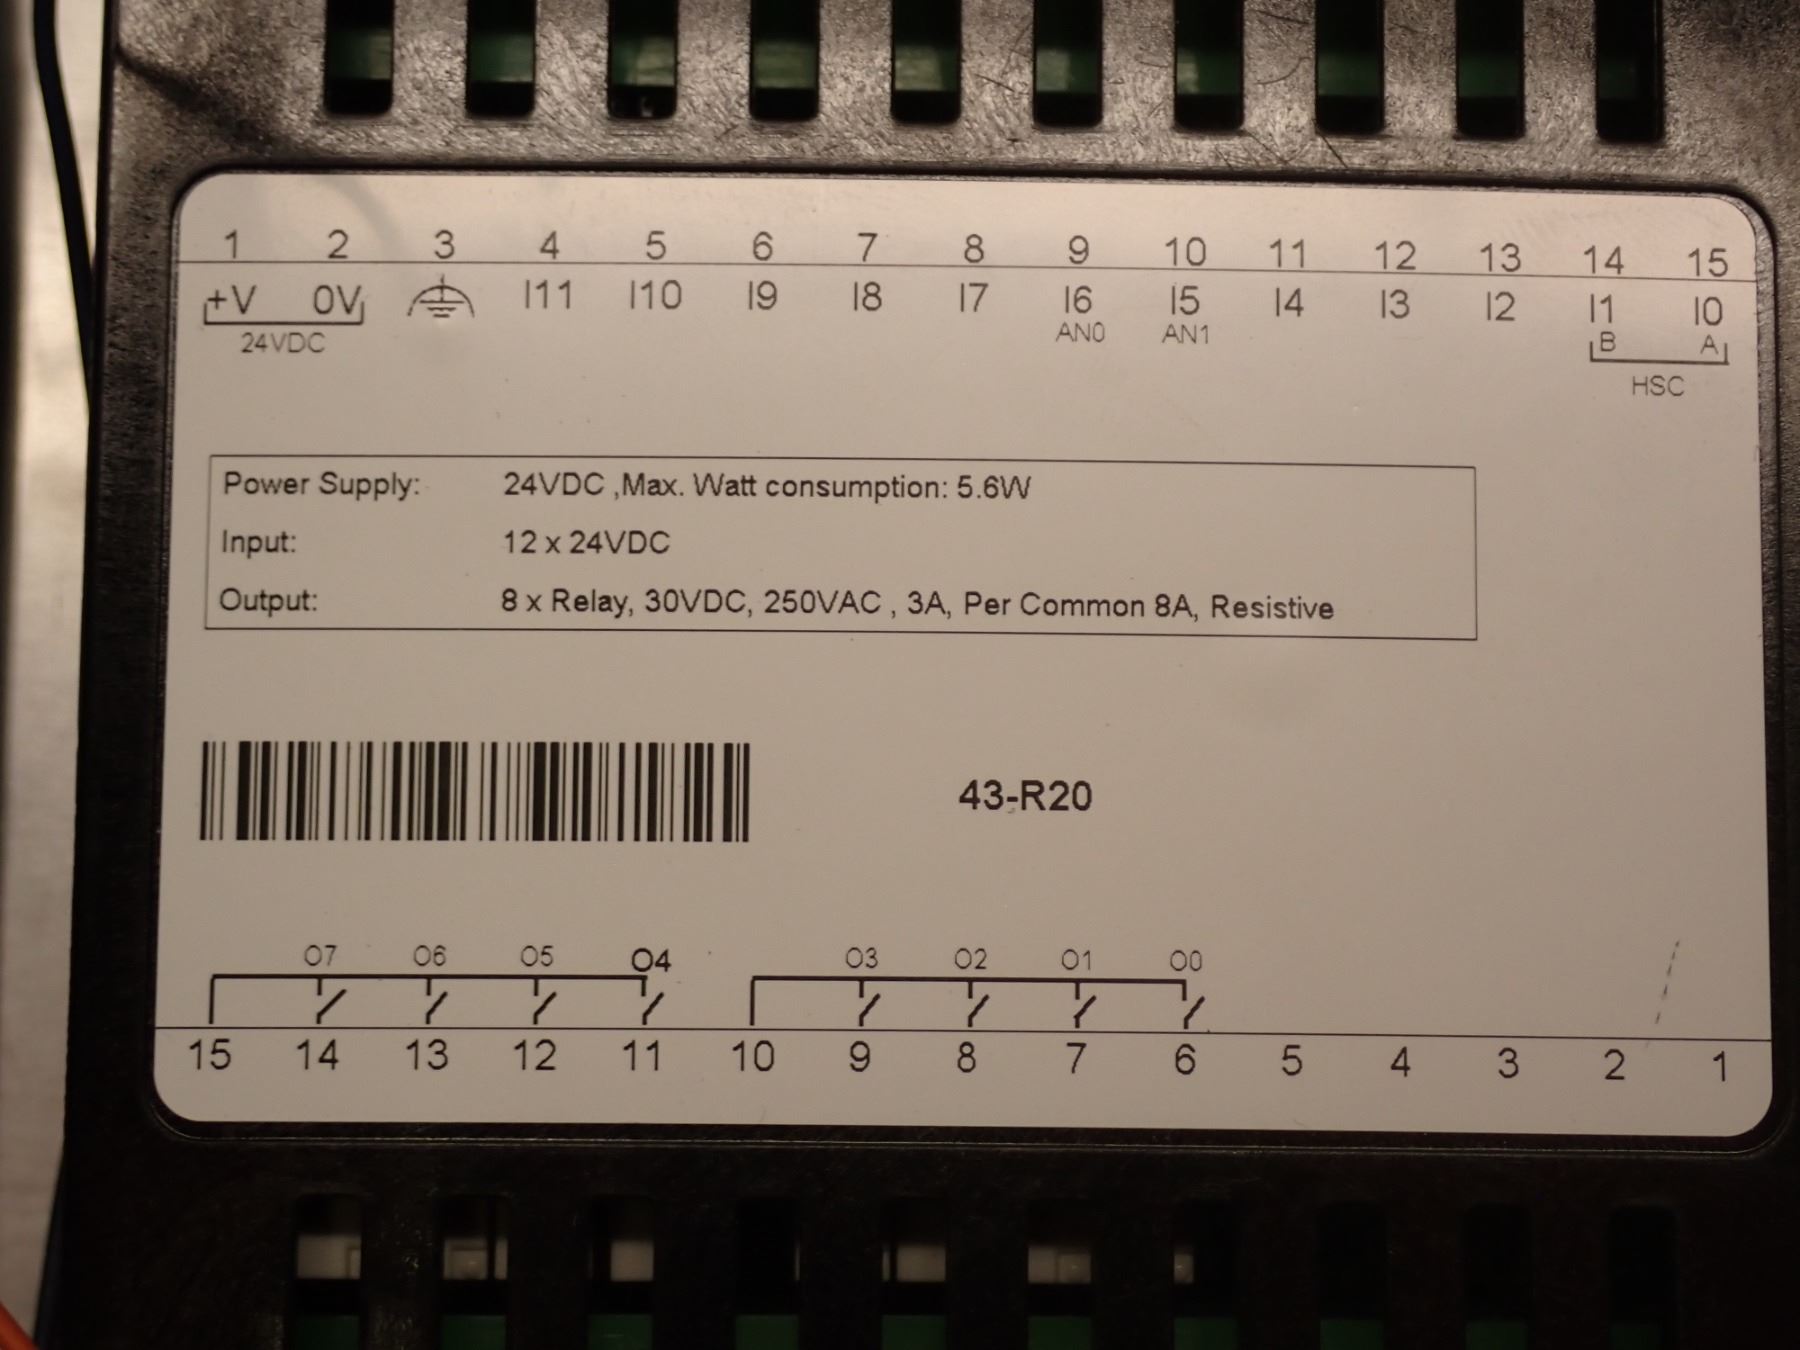 1 2 3 4 5 6 7 8 9 10 11 12 13 14 15
+V 0V I11 I10 I9 I8 I7 I6 I5 I4 I3 I2 I1 I0
24VDC AN0 AN1 B A
HSC
Power Supply: 24VDC ,Max. Watt consumption: 5.6W
Input: 12 x 24VDC
Output: 8 x Relay, 30VDC, 250VAC , 3A, Per Common 8A, Resistive
43-R20
O7 O6 O5 O4 O3 O2 O1 O0
15 14 13 12 11 10 9 8 7 6 5 4 3 2 1